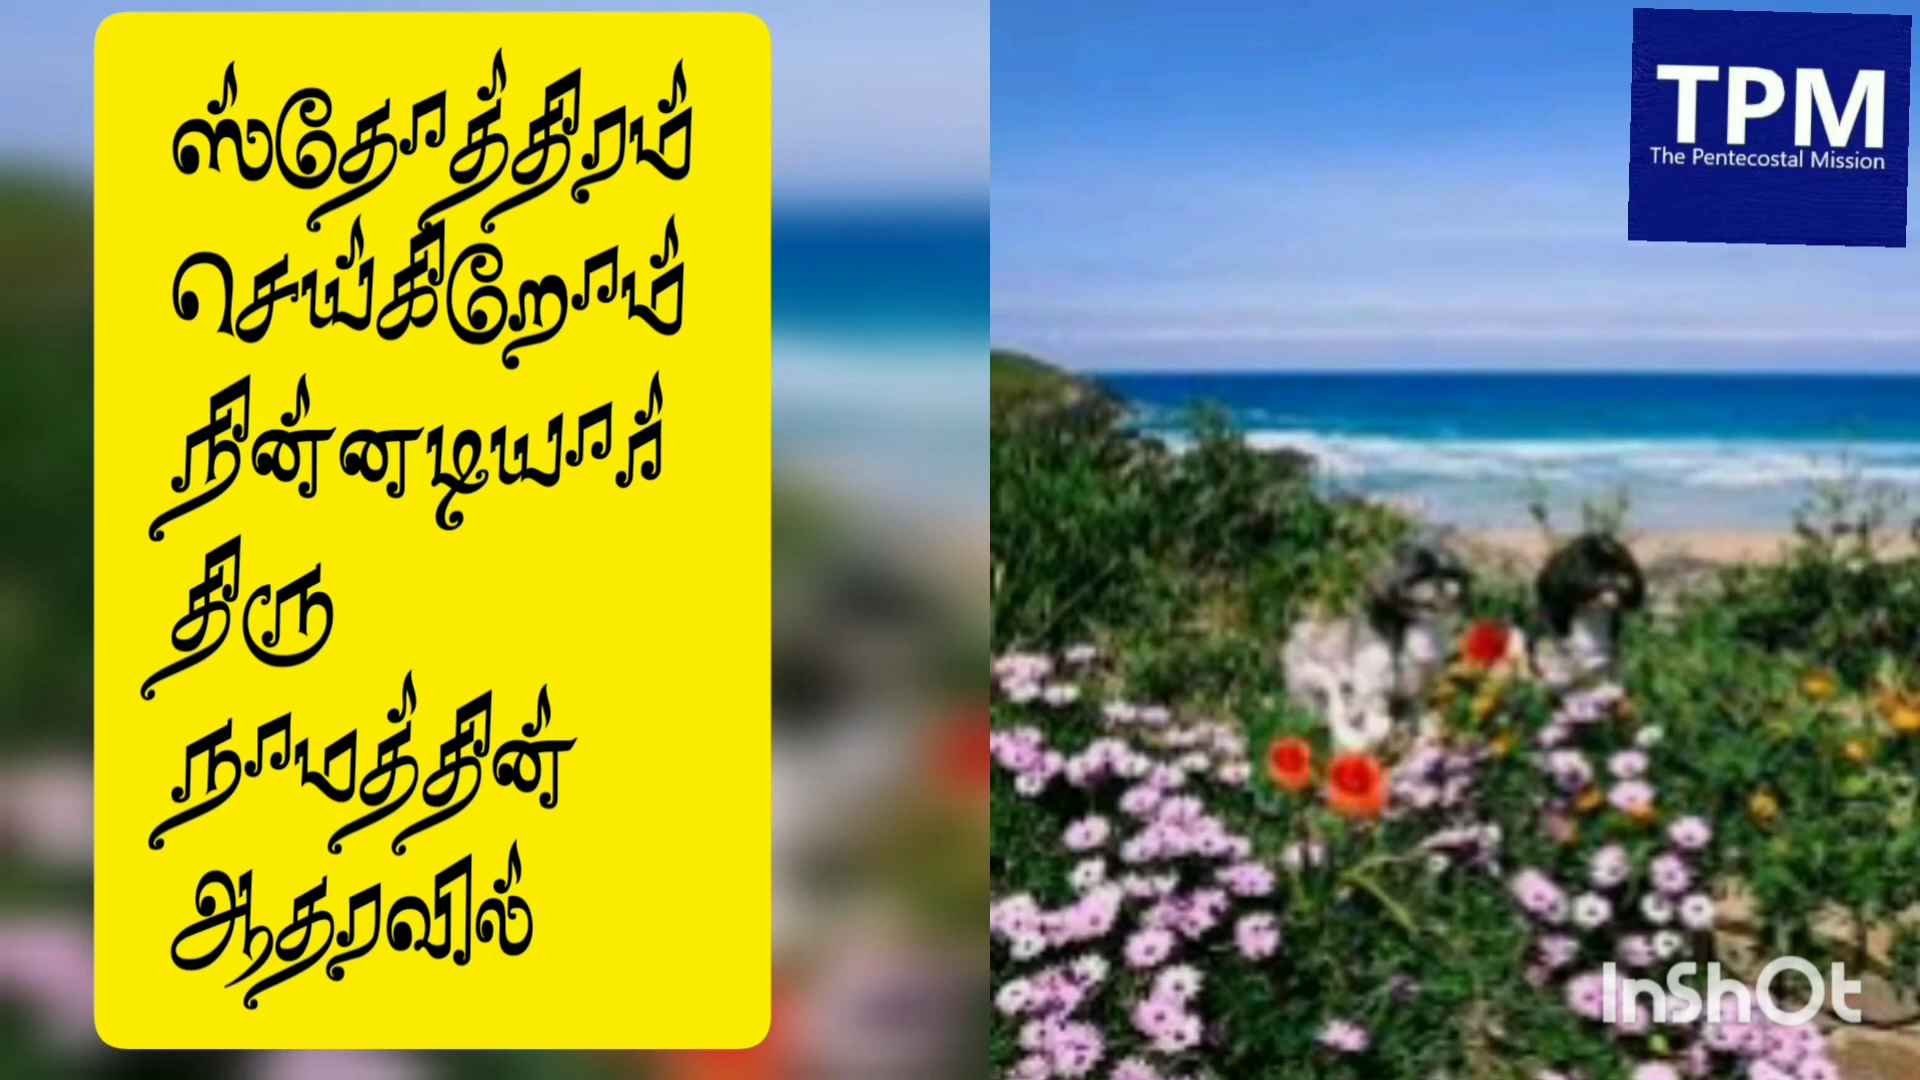 ஸ்தோத்திரம்
செய்கிறோம்
நின்னடியார்
திரு
நாமத்தின்
ஆதரவில்
TPM
The Pentecostal Mission
InShOt